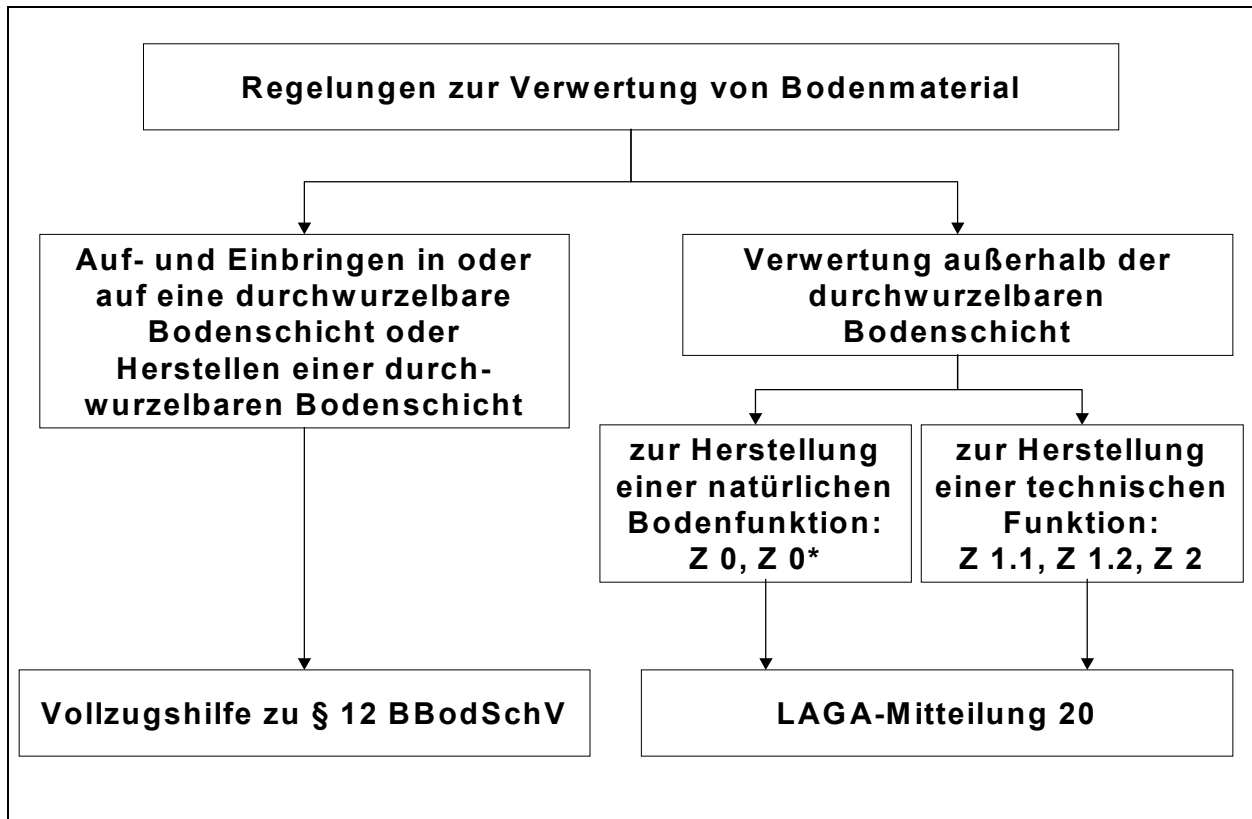 Regelungen zur Verwertung von Bodenmaterial
Auf- und Einbringen in oder
auf eine durchwurzelbare
Bodenschicht oder
Herstellen einer durch-
wurzelbaren Bodenschicht
Verwertung außerhalb der
durchwurzelbaren
Bodenschicht
zur Herstellung
einer natürlichen
Bodenfunktion:
Z 0, Z 0*
zur Herstellung
einer technischen
Funktion:
Z 1.1, Z 1.2, Z 2
Vollzugshilfe zu § 12 BBodSchV
LAGA-Mitteilung 20